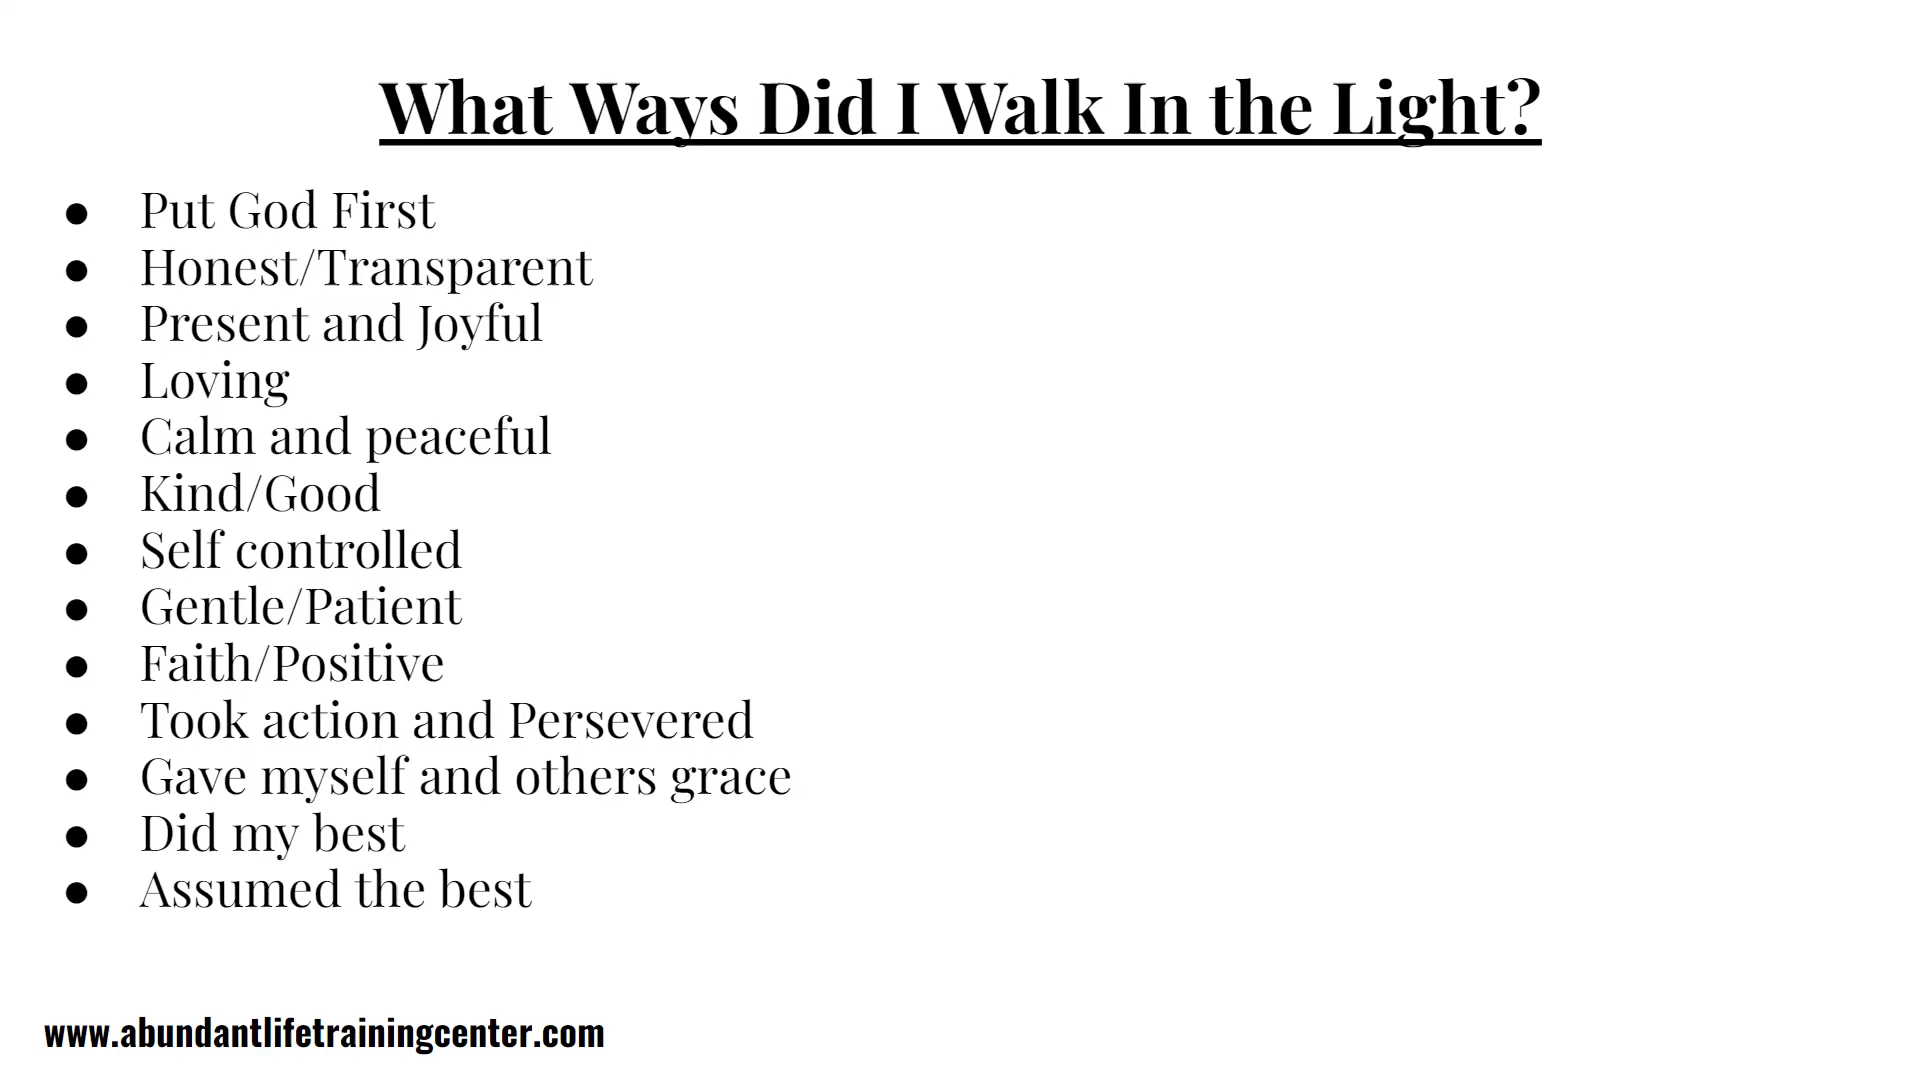 What Ways Did I Walk In the Light?
● Put God First
● Honest/Transparent
● Present and Joyful
● Loving
● Calm and peaceful
● Kind/Good
● Self controlled
● Gentle/Patient
● Faith/Positive
● Took action and Persevered
● Gave myself and others grace
● Did my best
● Assumed the best
www.abundantlifetrainingcenter.com